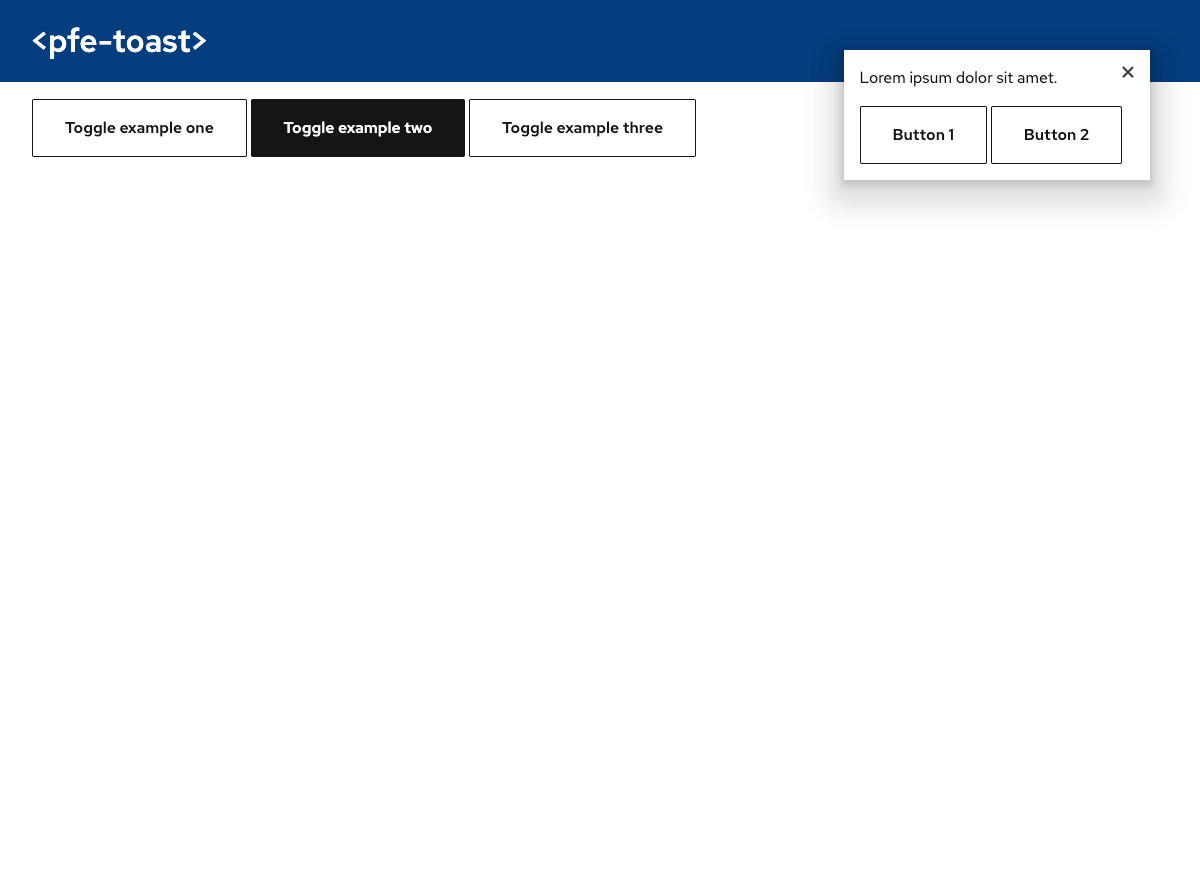 <pfe-toast>
Lorem ipsum dolor sit amet.
Toggle example one
Toggle example two
Toggle example three
Button 1
Button 2